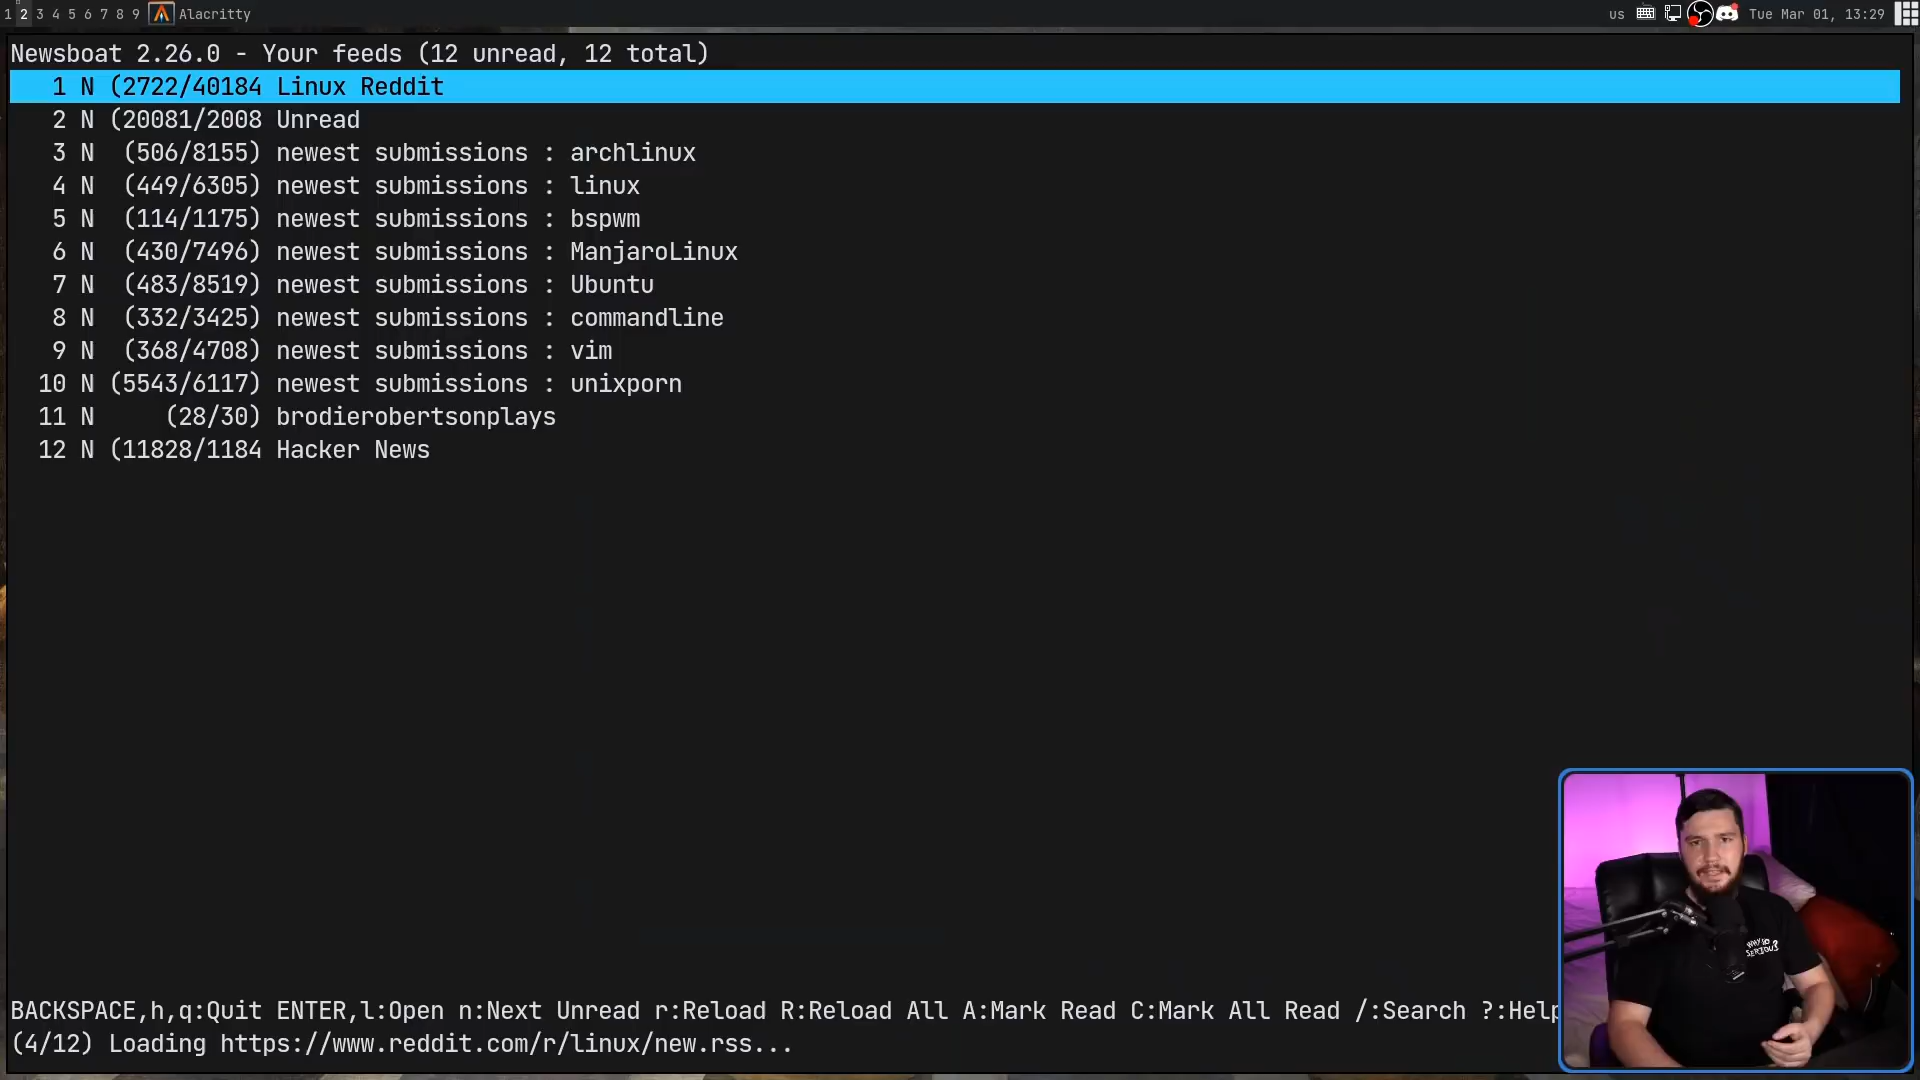 1 2 3 4 5 6 7 8 9 Alacritty us Tue Mar 01, 13:29
Newsboat 2.26.0 - Your feeds (12 unread, 12 total)
1 N (2722/40184 Linux Reddit
2 N (20081/2008 Unread
3 N (506/8155) newest submissions : archlinux
4 N (449/6305) newest submissions : linux
5 N (114/1175) newest submissions : bspwm
6 N (430/7496) newest submissions : ManjaroLinux
7 N (483/8519) newest submissions : Ubuntu
8 N (332/3425) newest submissions : commandline
9 N (368/4708) newest submissions : vim
10 N (5543/6117) newest submissions : unixporn
11 N (28/30) brodierobertsonplays
12 N (11828/1184 Hacker News
WHY SO
SERIOUS?
BACKSPACE,h,q:Quit ENTER,l:Open n:Next Unread r:Reload R:Reload All A:Mark Read C:Mark All Read /:Search ?:Help
(4/12) Loading https://www.reddit.com/r/linux/new.rss...